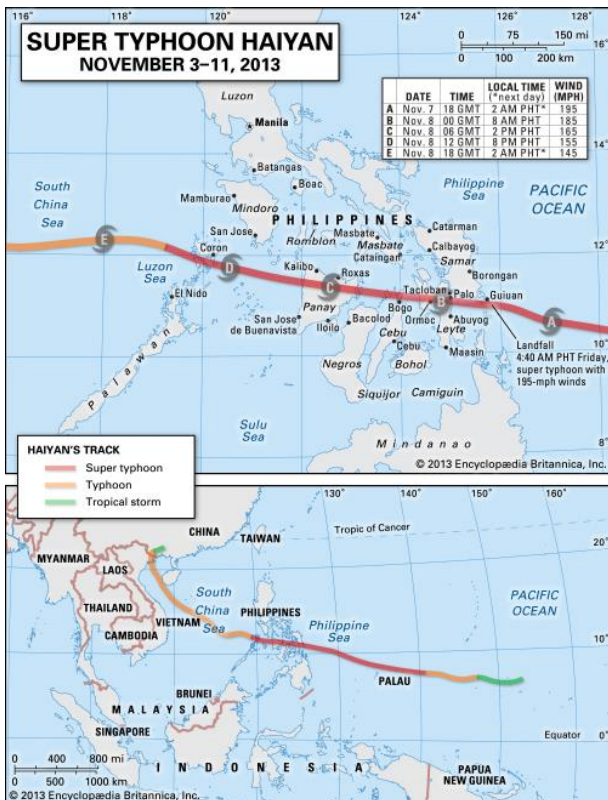 116°
118°
120°
124°
126°
128°
SUPER TYPHOON HAIYAN
NOVEMBER 3–11, 2013
0 75 150 mi
0 100 200 km
DATE TIME LOCAL TIME (*next day) WIND (MPH)
A Nov. 7 18 GMT 2 AM PHT* 195
B Nov. 8 00 GMT 8 AM PHT 185
C Nov. 8 06 GMT 2 PM PHT 165
D Nov. 8 12 GMT 8 PM PHT 155
E Nov. 8 18 GMT 2 AM PHT* 145
Luzon
Manila
14°
Batangas
Boac
South China Sea
Philippine Sea
PACIFIC OCEAN
Mamburao
Mindoro
PHILIPPINES
San Jose
Romblon
Masbate
Masbate
Cataingan
Catarman
Calbayog
Samar
12°
E
Coron
Luzon Sea
D
Kalibo
Roxas
C
Borongan
Tacloban
Palo
B
Guiuan
El Nido
Panay
Bogo
Ormoc
Abuyog
Leyte
A
San Jose de Buenavista
Iloilo
Bacolod
Cebu
Cebu
Maasin
10°
Landfall
4:40 AM PHT Friday,
super typhoon with
195-mph winds
Palawan
Negros
Bohol
Siquijor
Camiguin
Sulu Sea
Mindanao
8°
© 2013 Encyclopædia Britannica, Inc.
HAIYAN'S TRACK
Super typhoon
Typhoon
Tropical storm
130°
140°
150°
160°
CHINA
TAIWAN
Tropic of Cancer
20°
MYANMAR
LAOS
THAILAND
VIETNAM
CAMBODIA
South China Sea
PHILIPPINES
Philippine Sea
PACIFIC OCEAN
10°
PALAU
BRUNEI
MALAYSIA
SINGAPORE
Equator
0°
0 400 800 mi
0 500 1000 km
INDONESIA
PAPUA NEW GUINEA
© 2013 Encyclopædia Britannica, Inc.